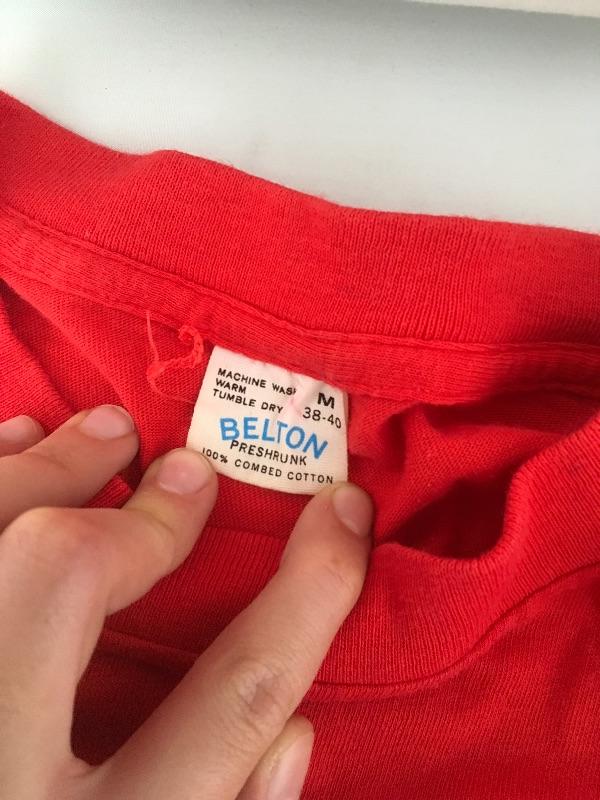 MACHINE WASH M
WARM
TUMBLE DRY 38-40
BELTON
PRESHRUNK
100% COMBED COTTON